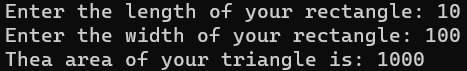 Enter the length of your rectangle: 10
Enter the width of your rectangle: 100
Thea area of your triangle is: 1000